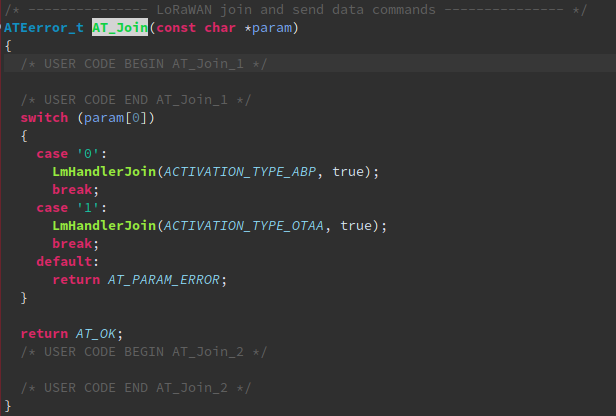 /* --------------- LoRaWAN join and send data commands --------------- */
ATEerror_t AT_Join(const char *param)
{
  /* USER CODE BEGIN AT_Join_1 */
  /* USER CODE END AT_Join_1 */
  switch (param[0])
  {
    case '0':
      LmHandlerJoin(ACTIVATION_TYPE_ABP, true);
      break;
    case '1':
      LmHandlerJoin(ACTIVATION_TYPE_OTAA, true);
      break;
    default:
      return AT_PARAM_ERROR;
  }
  return AT_OK;
  /* USER CODE BEGIN AT_Join_2 */
  /* USER CODE END AT_Join_2 */
}